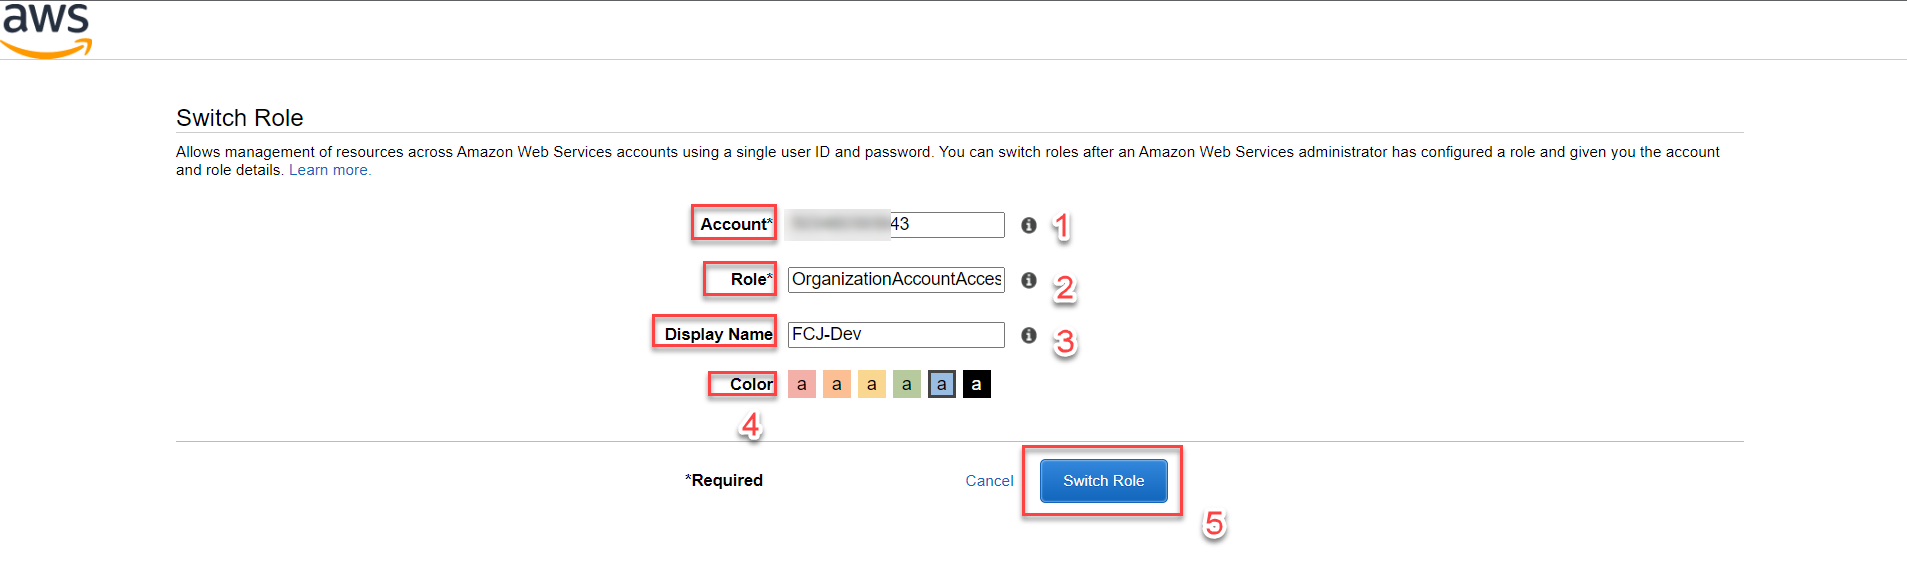 aws
Switch Role
Allows management of resources across Amazon Web Services accounts using a single user ID and password. You can switch roles after an Amazon Web Services administrator has configured a role and given you the account
and role details. Learn more.
Account* 43 1
Role* OrganizationAccountAcces 2
Display Name FCJ-Dev 3
Color a a a a a a
4
*Required Cancel Switch Role
5